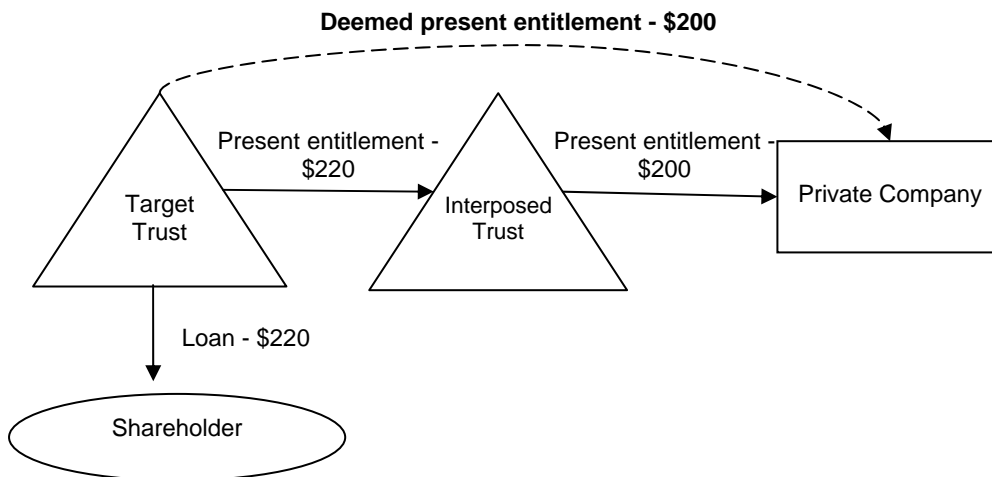 Deemed present entitlement - $200
Present entitlement -
$220
Present entitlement -
$200
Target
Trust
Interposed
Trust
Private Company
Loan - $220
Shareholder